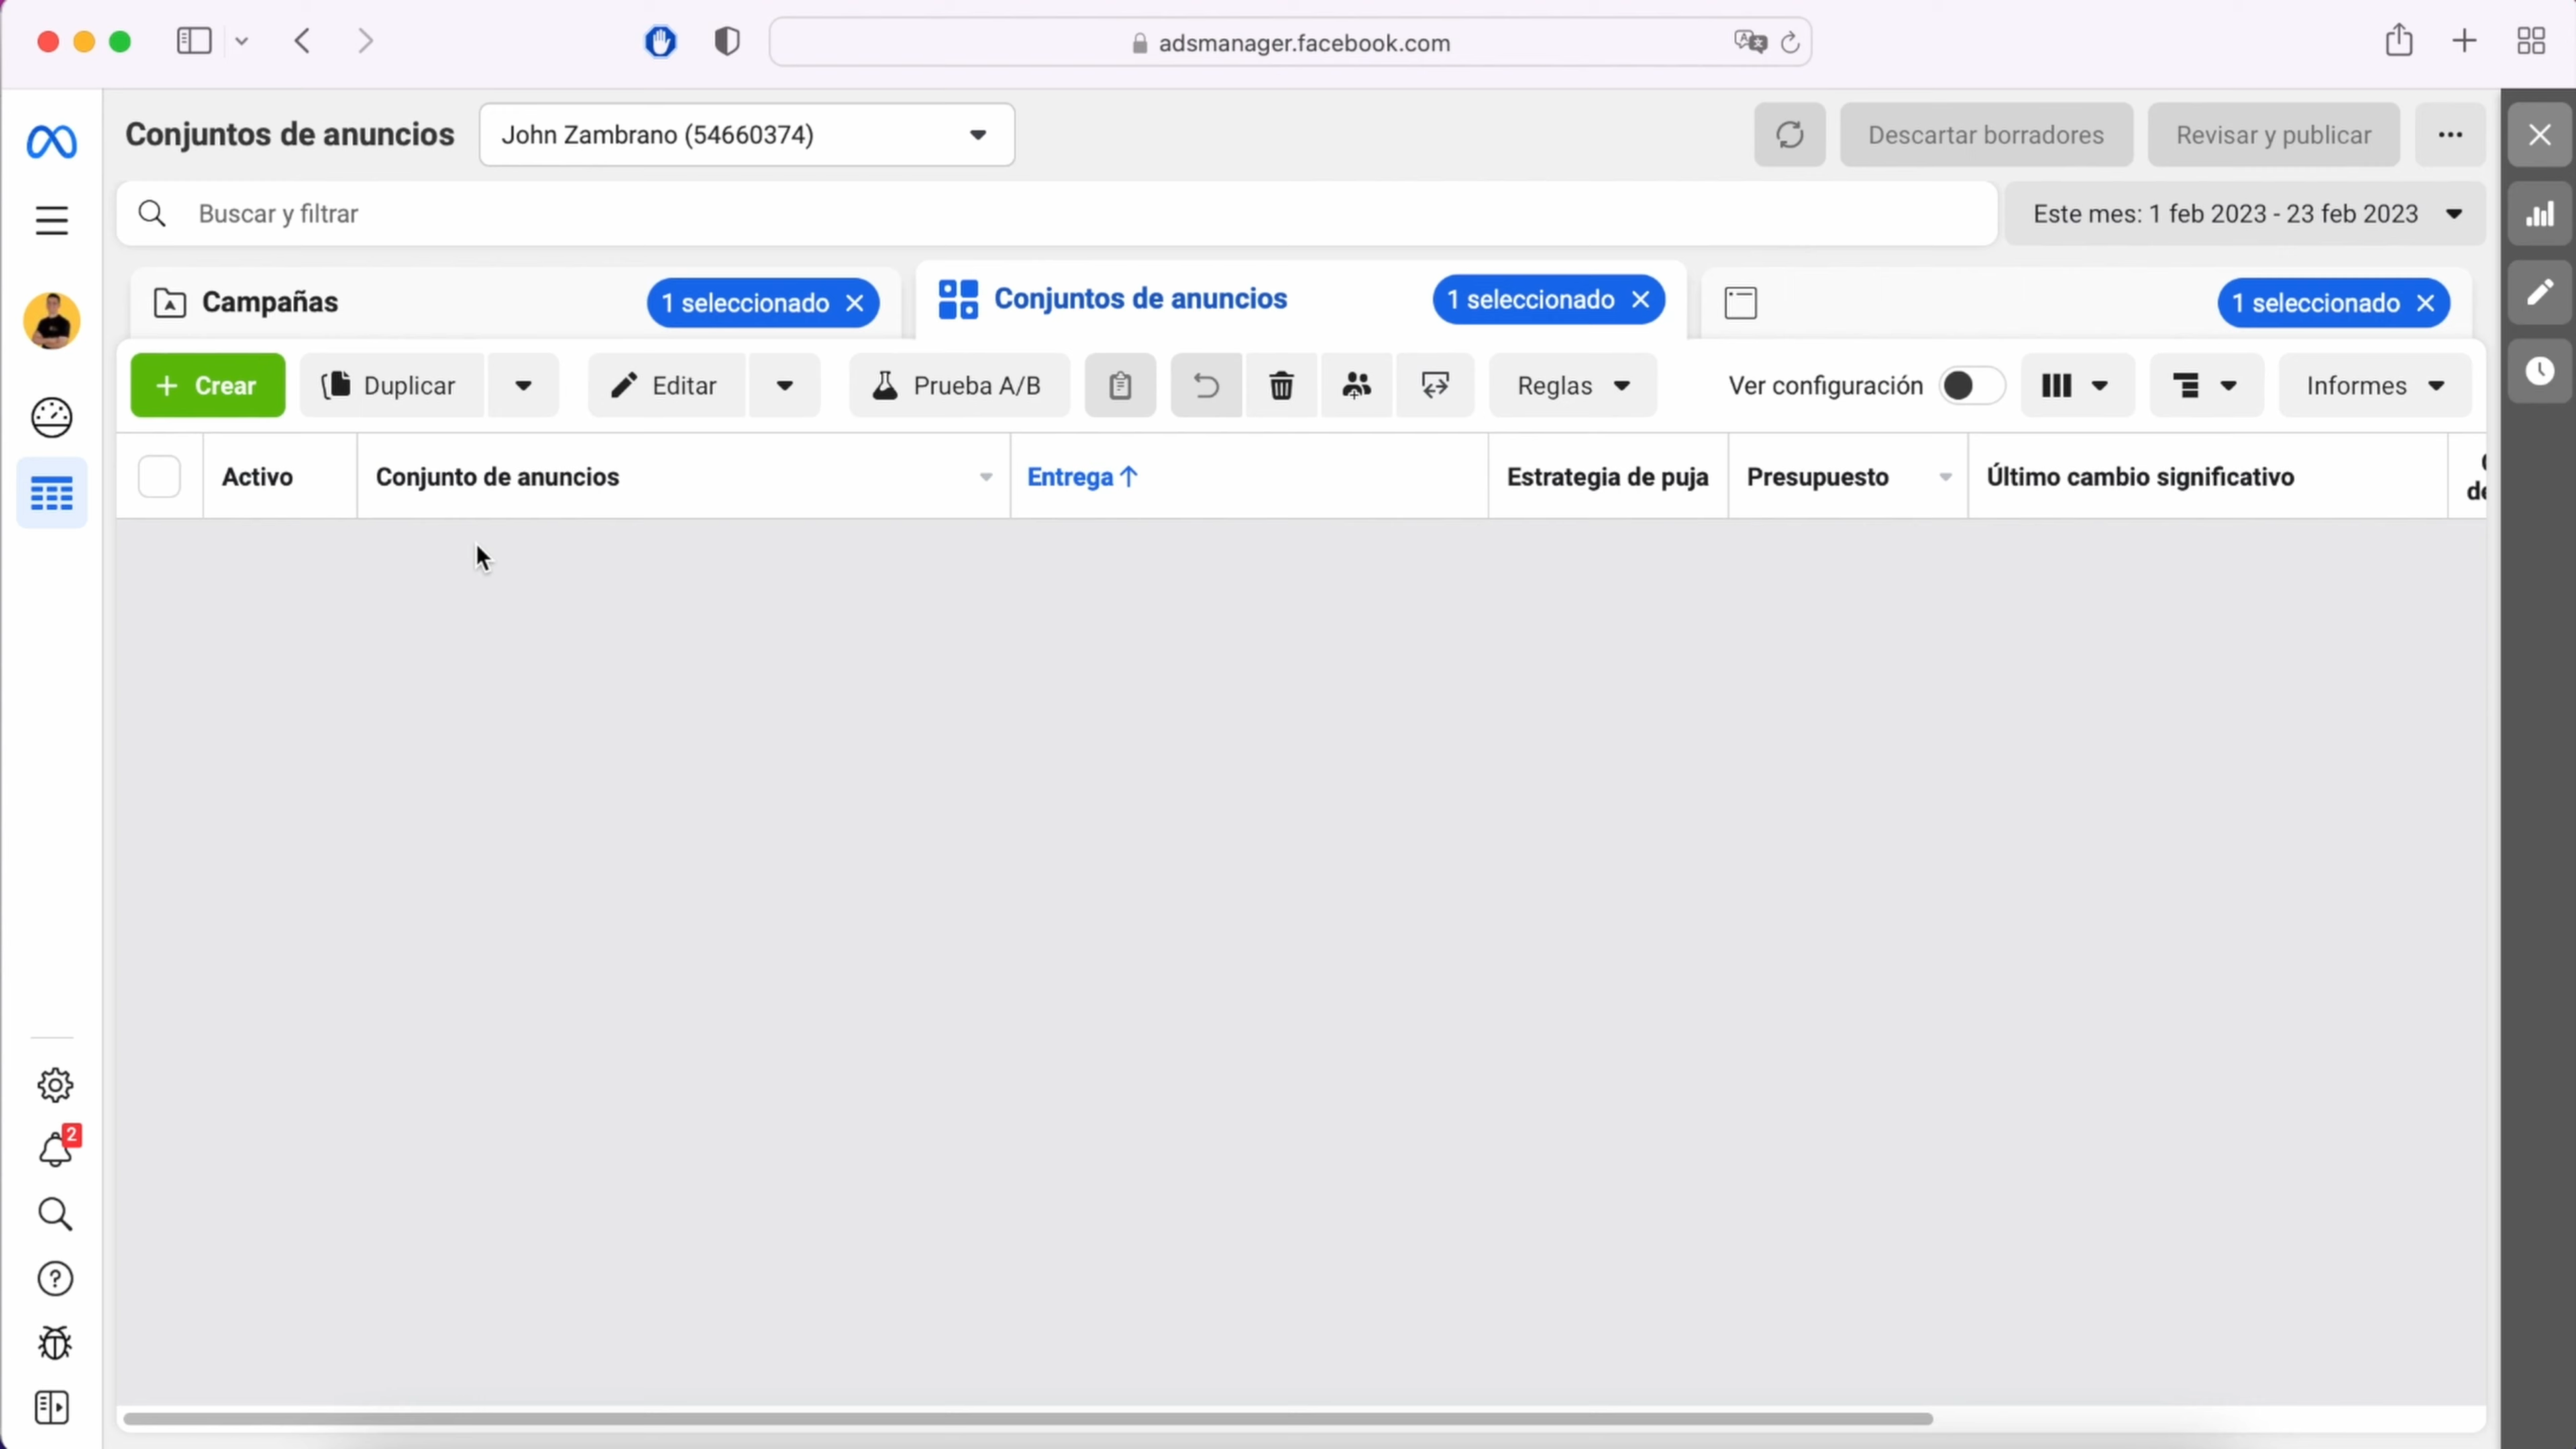 adsmanager.facebook.com
Conjuntos de anuncios
John Zambrano (54660374)
Descartar borradores
Revisar y publicar
Buscar y filtrar
Este mes: 1 feb 2023 - 23 feb 2023
Campañas
1 seleccionado
Conjuntos de anuncios
1 seleccionado
1 seleccionado
Crear
Duplicar
Editar
Prueba A/B
Reglas
Ver configuración
Informes
Activo
Conjunto de anuncios
Entrega ↑
Estrategia de puja
Presupuesto
Último cambio significativo
2